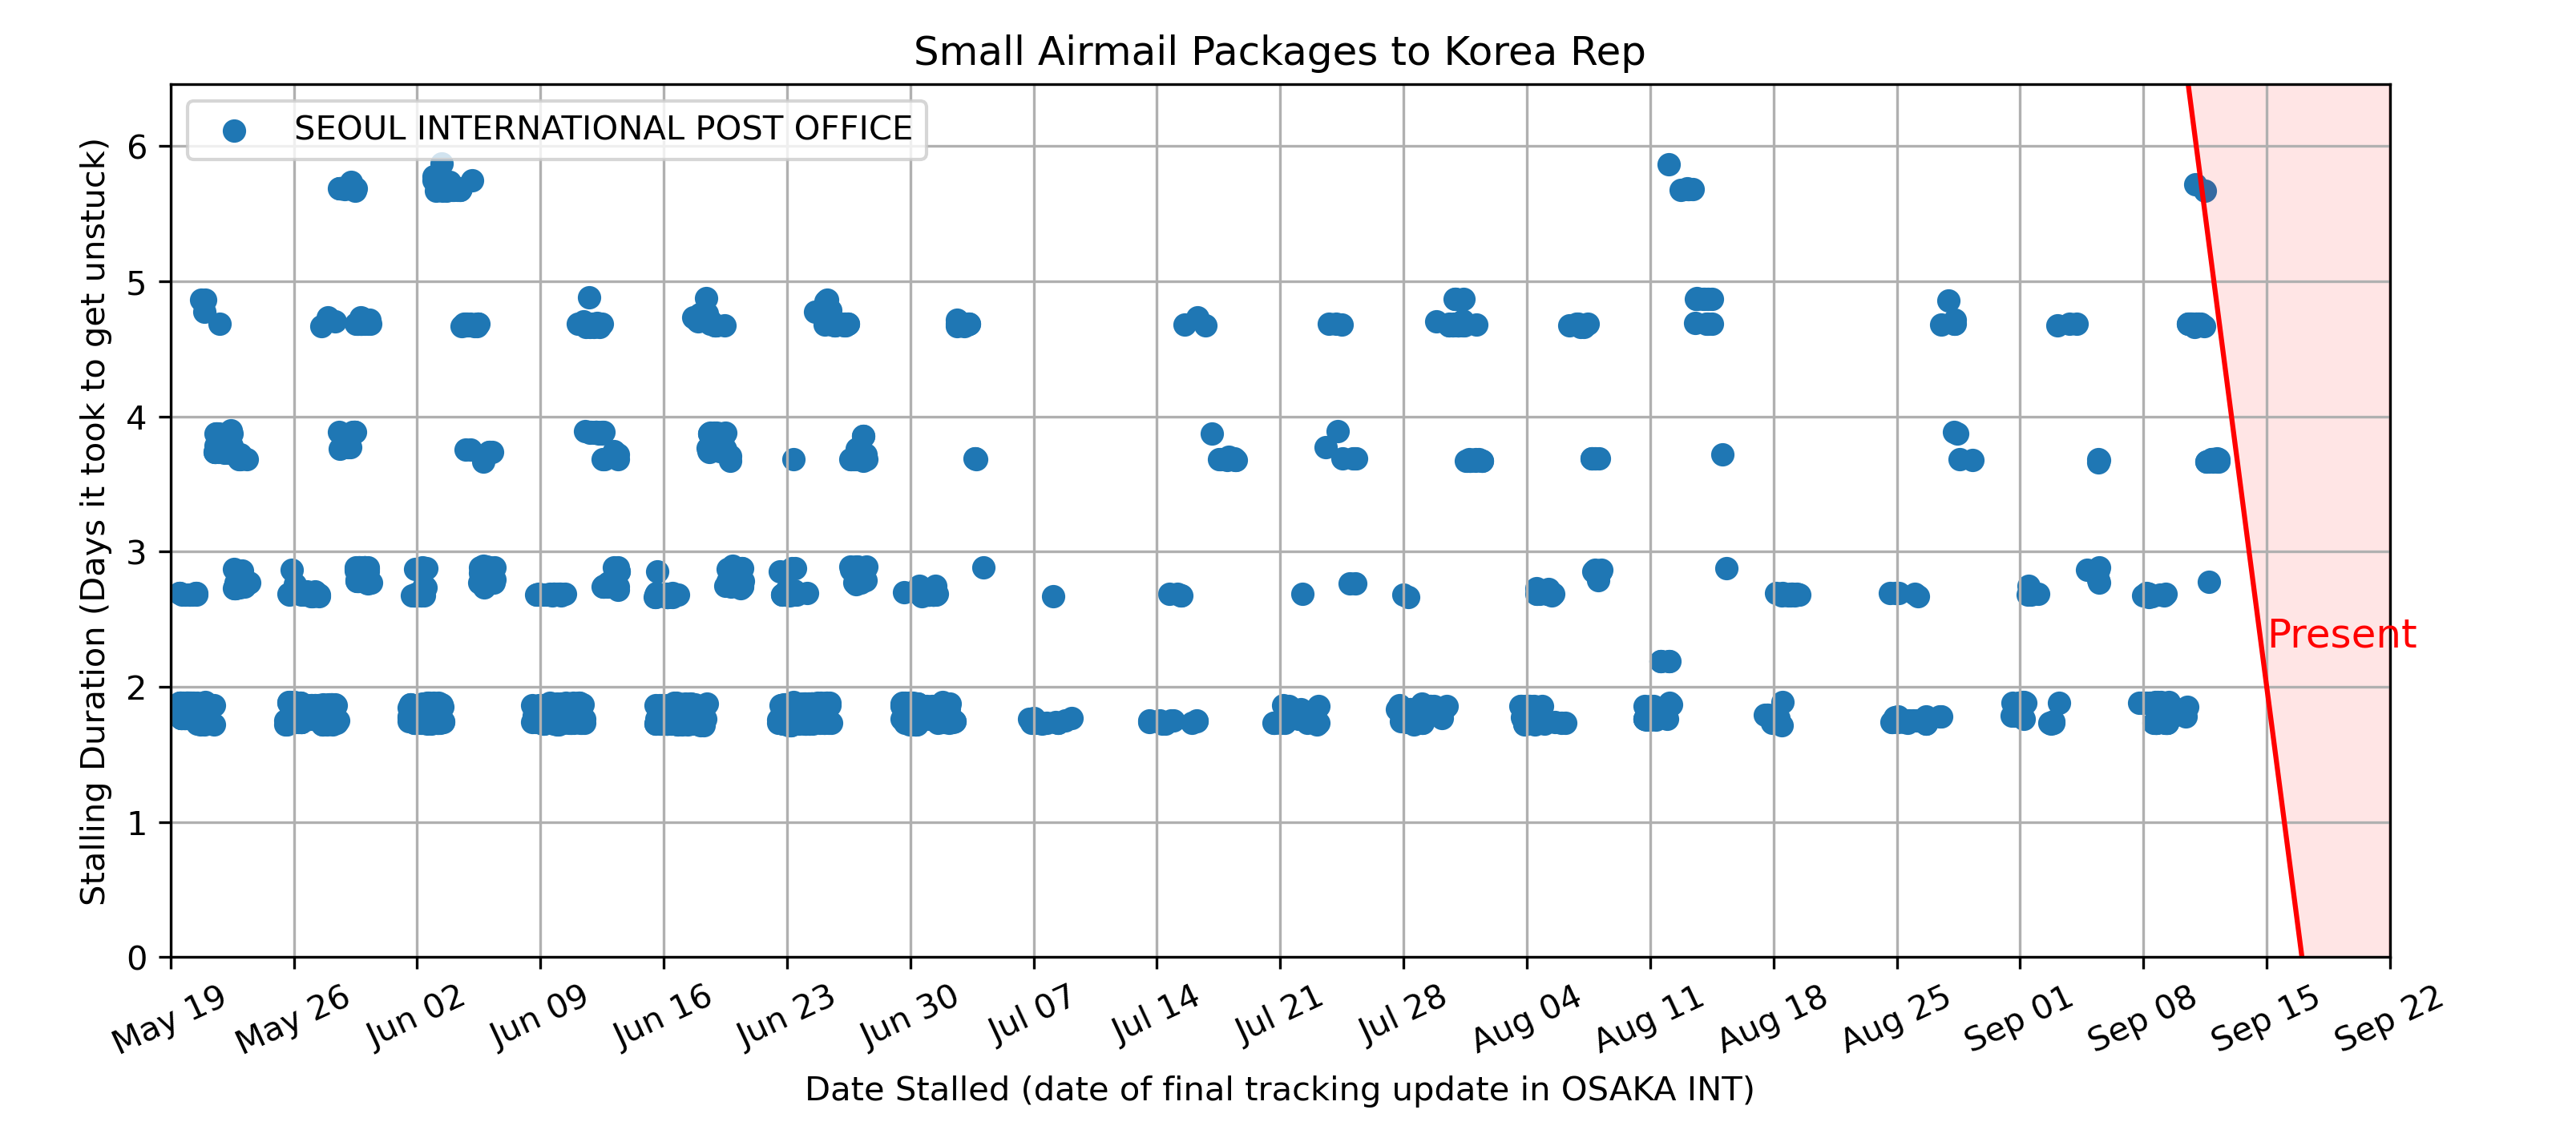 Small Airmail Packages to Korea Rep
SEOUL INTERNATIONAL POST OFFICE
Stalling Duration (Days it took to get unstuck)
6
5
4
3
2
1
0
Present
May 19 May 26 Jun 02 Jun 09 Jun 16 Jun 23 Jun 30 Jul 07 Jul 14 Jul 21 Jul 28 Aug 04 Aug 11 Aug 18 Aug 25 Sep 01 Sep 08 Sep 15 Sep 22
Date Stalled (date of final tracking update in OSAKA INT)